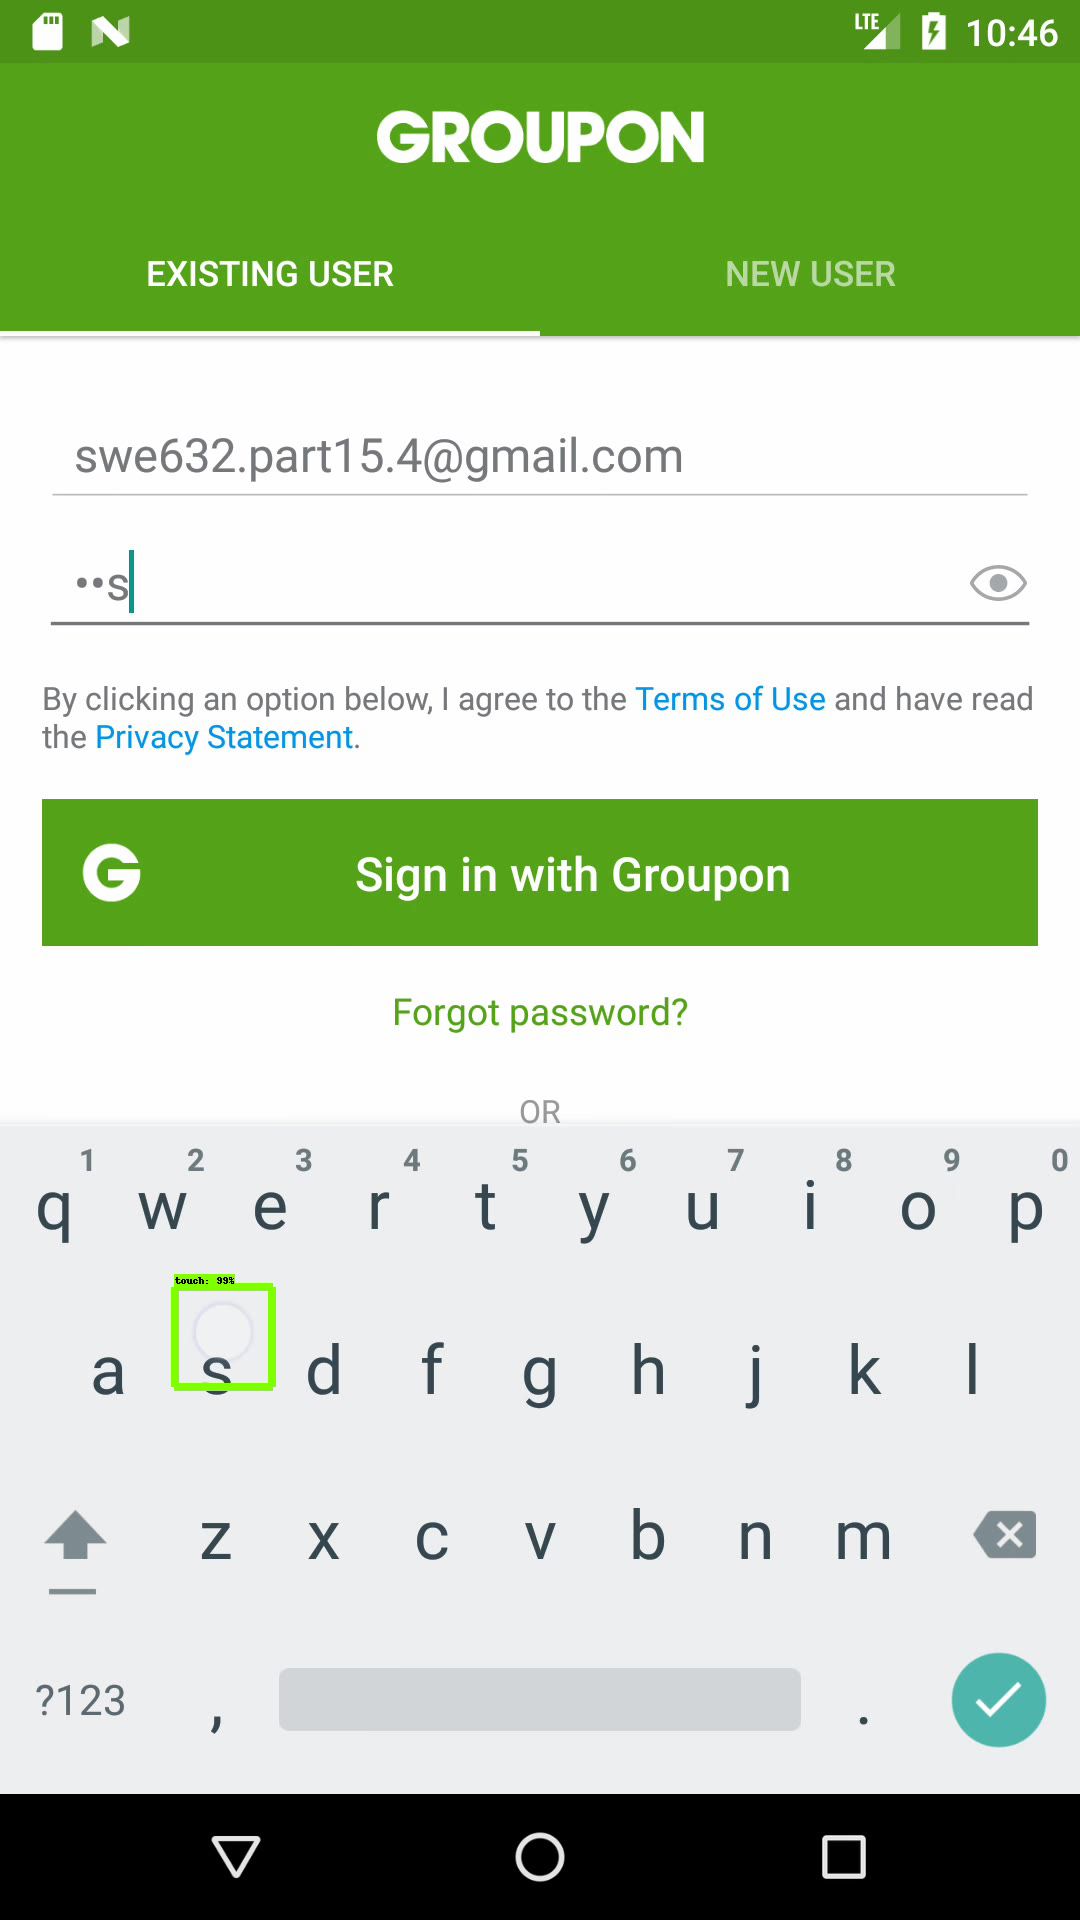 LTE 10:46
GROUPON
EXISTING USER NEW USER
swe632.part15.4@gmail.com
••s
By clicking an option below, I agree to the Terms of Use and have read
the Privacy Statement.
G Sign in with Groupon
Forgot password?
OR
1 2 3 4 5 6 7 8 9 0
q w e r t y u i o p
touch: 99%
a s d f g h j k l
z x c v b n m
?123 , .